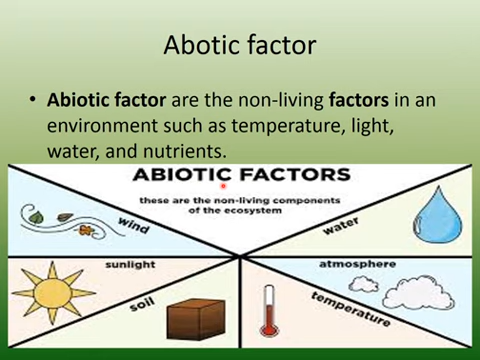 Abotic factor
• Abiotic factor are the non-living factors in an
environment such as temperature, light,
water, and nutrients.
ABIOTIC FACTORS
these are the non-living components
of the ecosystem
wind
water
sunlight
atmosphere
soil
temperature